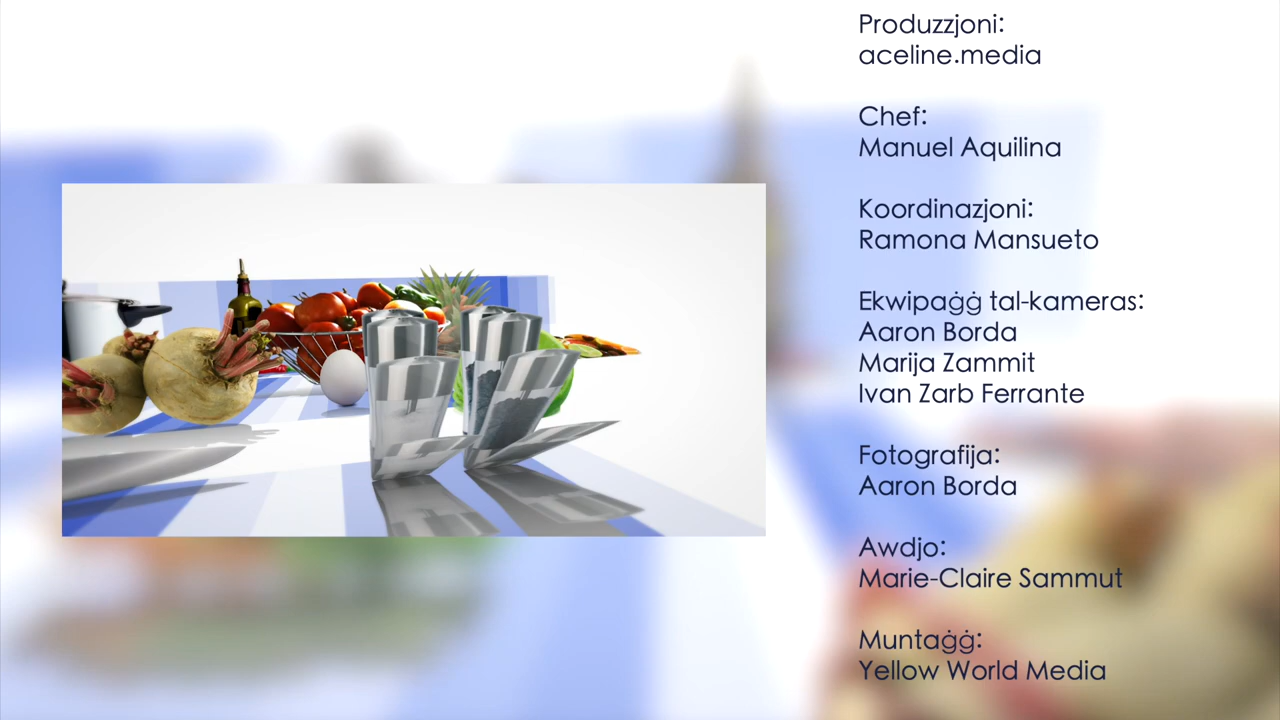 Produzzjoni:
aceline.media
Chef:
Manuel Aquilina
Koordinazjoni:
Ramona Mansueto
Ekwipaġġ tal-kameras:
Aaron Borda
Marija Zammit
Ivan Zarb Ferrante
Fotografija:
Aaron Borda
Awdjo:
Marie-Claire Sammut
Muntaġġ:
Yellow World Media